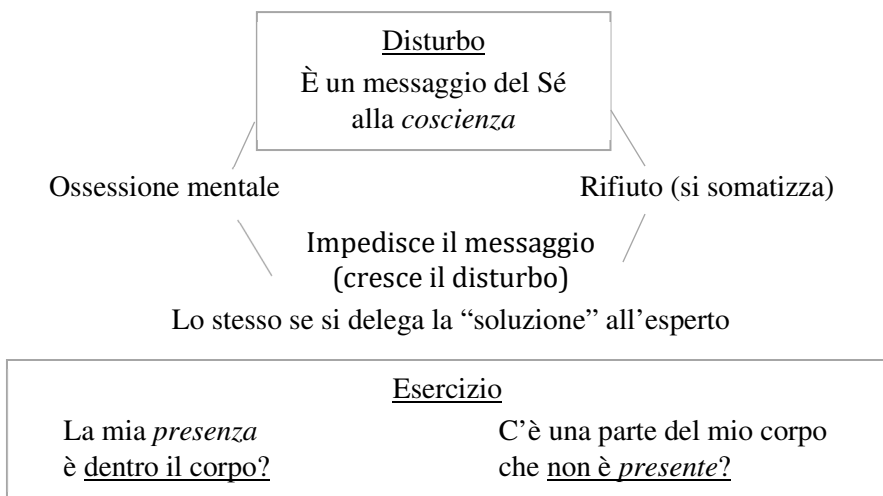 Disturbo
È un messaggio del Sé
alla coscienza
Ossessione mentale
Rifiuto (si somatizza)
Impedisce il messaggio
(cresce il disturbo)
Lo stesso se si delega la “soluzione” all’esperto
Esercizio
La mia presenza
è dentro il corpo?
C’è una parte del mio corpo
che non è presente?